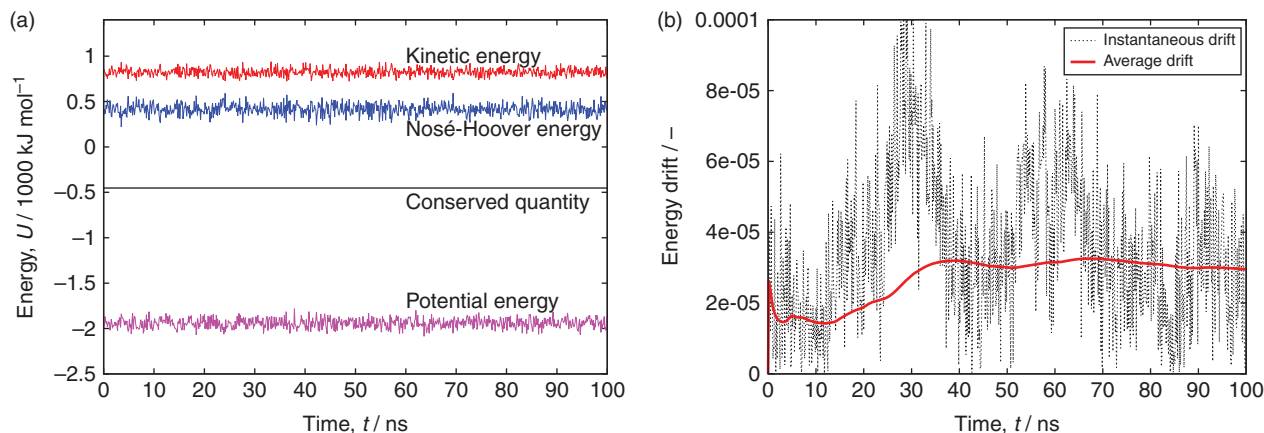 (a)
Energy, U / 1000 kJ mol⁻¹
1
0.5
0
−0.5
−1
−1.5
−2
−2.5
Kinetic energy
Nosé-Hoover energy
Conserved quantity
Potential energy
0 10 20 30 40 50 60 70 80 90 100
Time, t / ns
(b)
Energy drift / –
0.0001
8e-05
6e-05
4e-05
2e-05
0
Instantaneous drift
Average drift
0 10 20 30 40 50 60 70 80 90 100
Time, t / ns